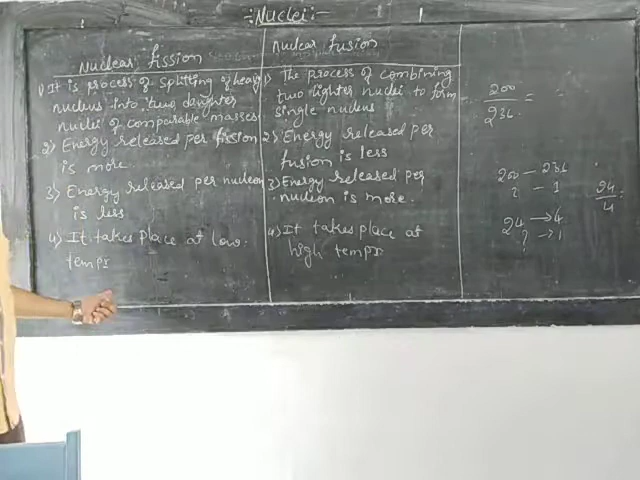 :Nuclei:-
Nuclear fission
1) It is process of splitting of heavy
nucleus into two daughter
nuclei of comparable masses
2) Energy released per fission
is more.
3) Energy released per nucleon
is less
4) It takes place at low.
tempr
nuclear fusion
1) The process of combining
two lighter nuclei to form
single nucleus
2) Energy released per
fusion is less
3) Energy released per
nucleon is more.
4) It takes place at
high tempr.
200
236
=
200 – 236
? – 1
24 → 4
? → 1
24
4
=